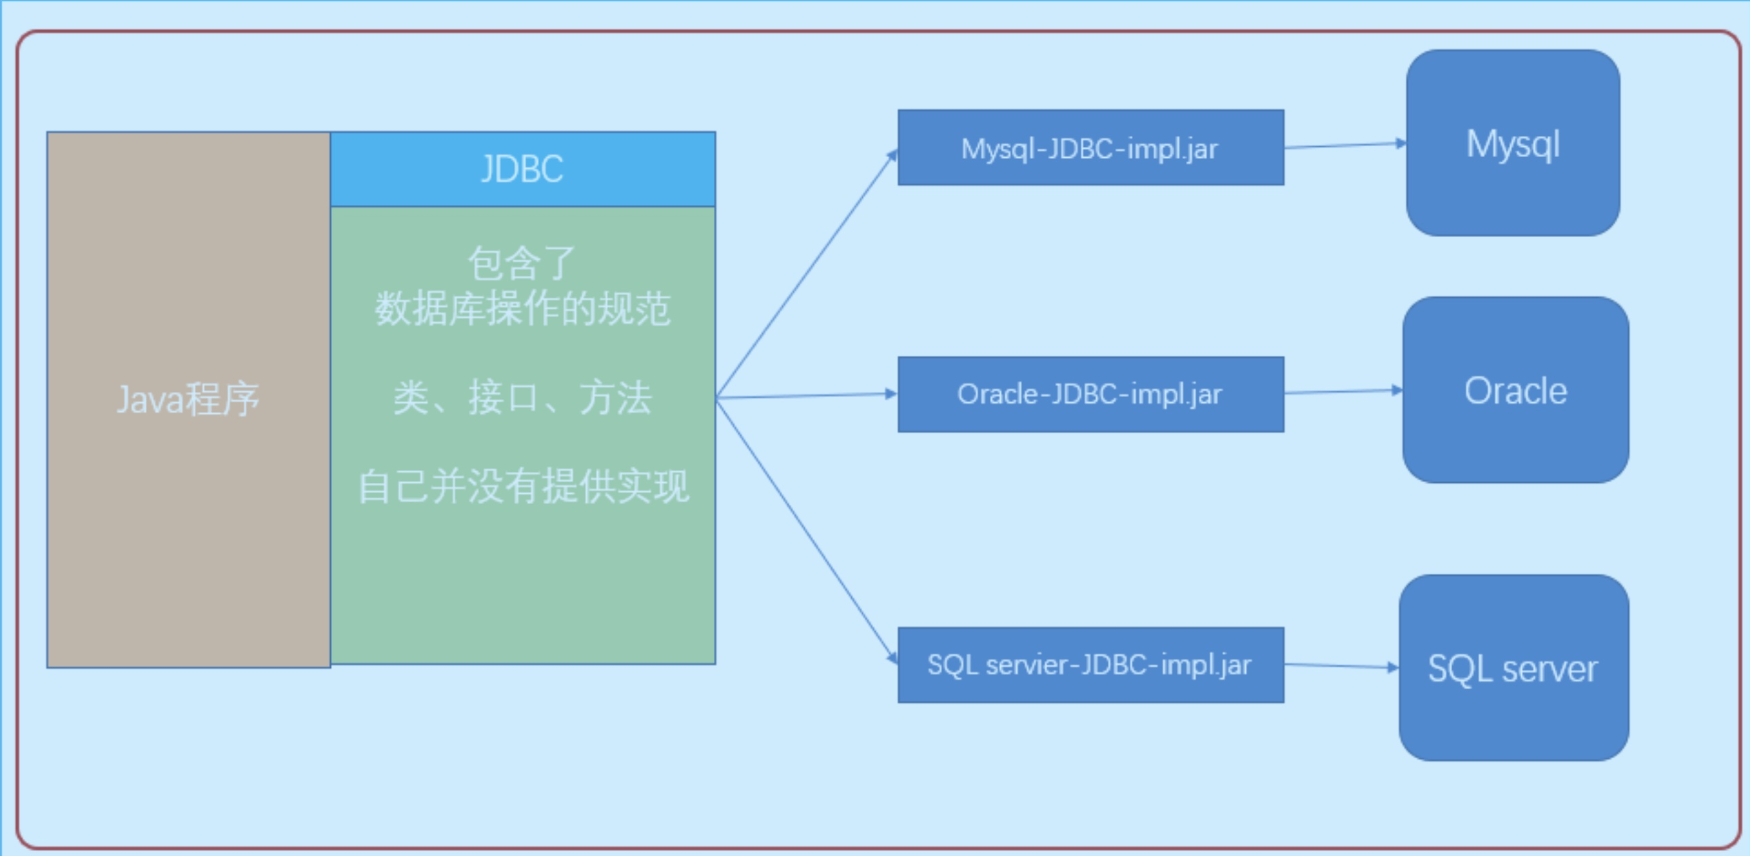 Java程序
JDBC
包含了
数据库操作的规范
类、接口、方法
自己并没有提供实现
Mysql-JDBC-impl.jar
Mysql
Oracle-JDBC-impl.jar
Oracle
SQL servier-JDBC-impl.jar
SQL server